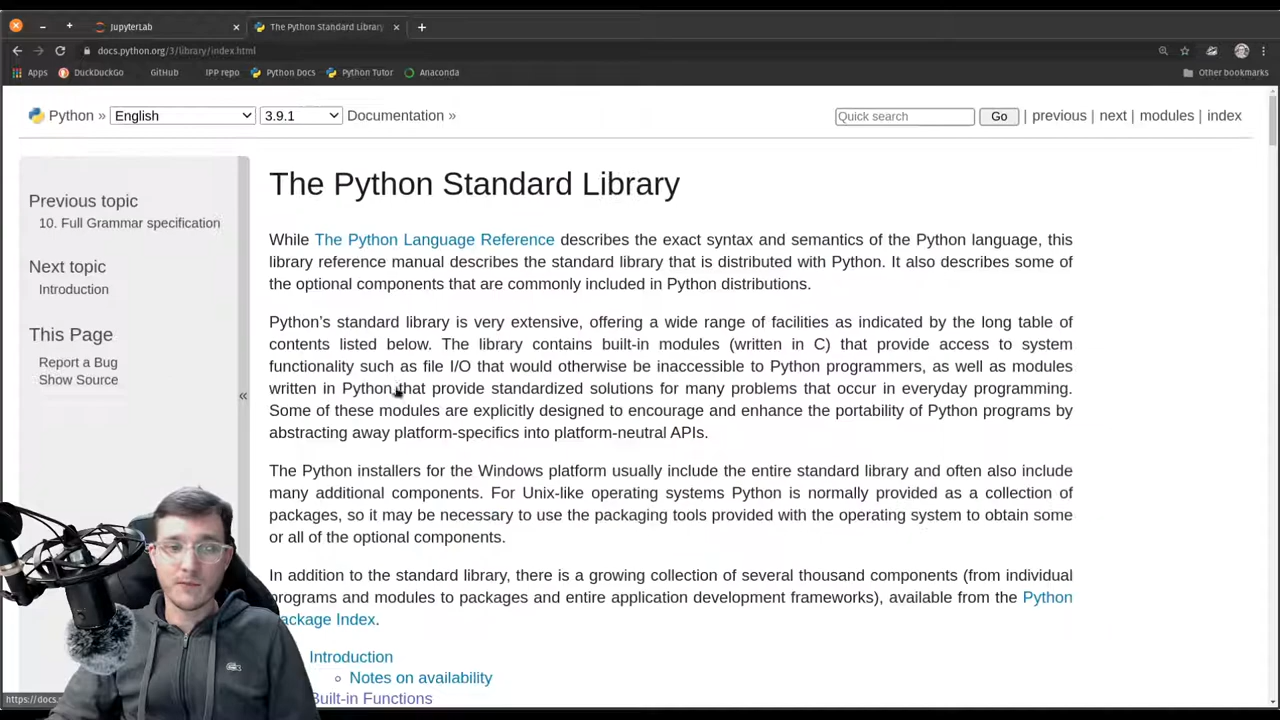 JupyterLab
The Python Standard Library
docs.python.org/3/library/index.html
Apps DuckDuckGo GitHub IPP repo Python Docs Python Tutor Anaconda Other bookmarks
Python » English 3.9.1 Documentation » Quick search Go | previous | next | modules | index
Previous topic
10. Full Grammar specification
Next topic
Introduction
This Page
Report a Bug
Show Source
«
The Python Standard Library
While The Python Language Reference describes the exact syntax and semantics of the Python language, this
library reference manual describes the standard library that is distributed with Python. It also describes some of
the optional components that are commonly included in Python distributions.
Python’s standard library is very extensive, offering a wide range of facilities as indicated by the long table of
contents listed below. The library contains built-in modules (written in C) that provide access to system
functionality such as file I/O that would otherwise be inaccessible to Python programmers, as well as modules
written in Python that provide standardized solutions for many problems that occur in everyday programming.
Some of these modules are explicitly designed to encourage and enhance the portability of Python programs by
abstracting away platform-specifics into platform-neutral APIs.
The Python installers for the Windows platform usually include the entire standard library and often also include
many additional components. For Unix-like operating systems Python is normally provided as a collection of
packages, so it may be necessary to use the packaging tools provided with the operating system to obtain some
or all of the optional components.
In addition to the standard library, there is a growing collection of several thousand components (from individual
programs and modules to packages and entire application development frameworks), available from the Python
ackage Index.
Introduction
Notes on availability
Built-in Functions
https://docs.